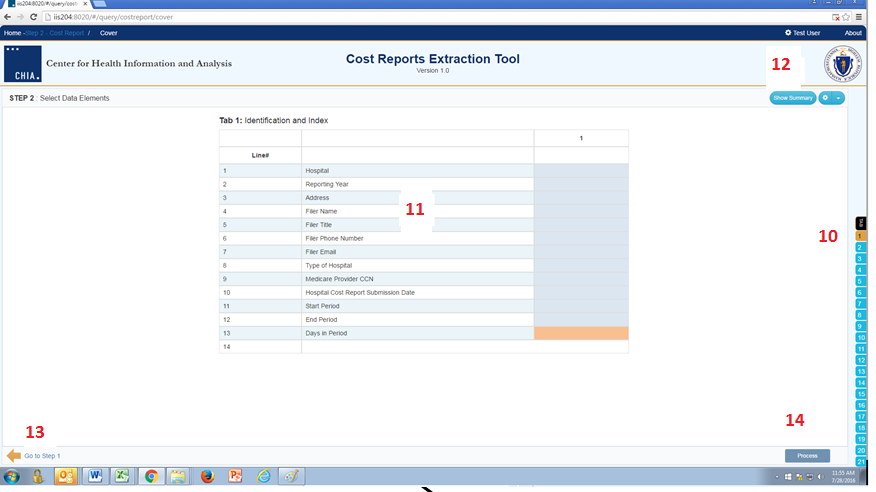 iis204:8020/#/query/costr
iis204:8020/#/query/costreport/cover
Home -Step 2 - Cost Report / Cover
Test User About
CHIA.
Center for Health Information and Analysis
Cost Reports Extraction Tool
Version 1.0
12
STEP 2 : Select Data Elements
Show Summary
Tab 1: Identification and Index
1
Line#
1 Hospital
2 Reporting Year
3 Address
4 Filer Name
5 Filer Title
6 Filer Phone Number
7 Filer Email
8 Type of Hospital
9 Medicare Provider CCN
10 Hospital Cost Report Submission Date
11 Start Period
12 End Period
13 Days in Period
14
11
10
Tab
1
2
3
4
5
6
7
8
9
10
11
12
13
14
15
16
17
18
19
20
21
13
14
Go to Step 1
Process
11:55 AM
7/28/2016